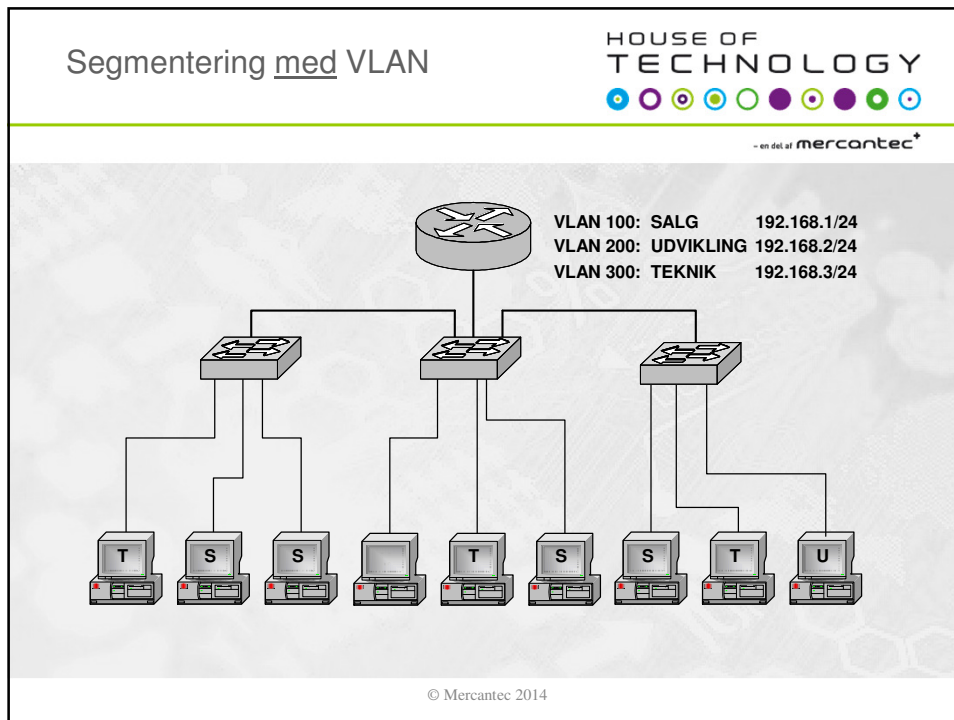 Segmentering med VLAN
HOUSE OF
TECHNOLOGY
– en del af mercantec+
VLAN 100: SALG 192.168.1/24
VLAN 200: UDVIKLING 192.168.2/24
VLAN 300: TEKNIK 192.168.3/24
T S S T S S T U
© Mercantec 2014